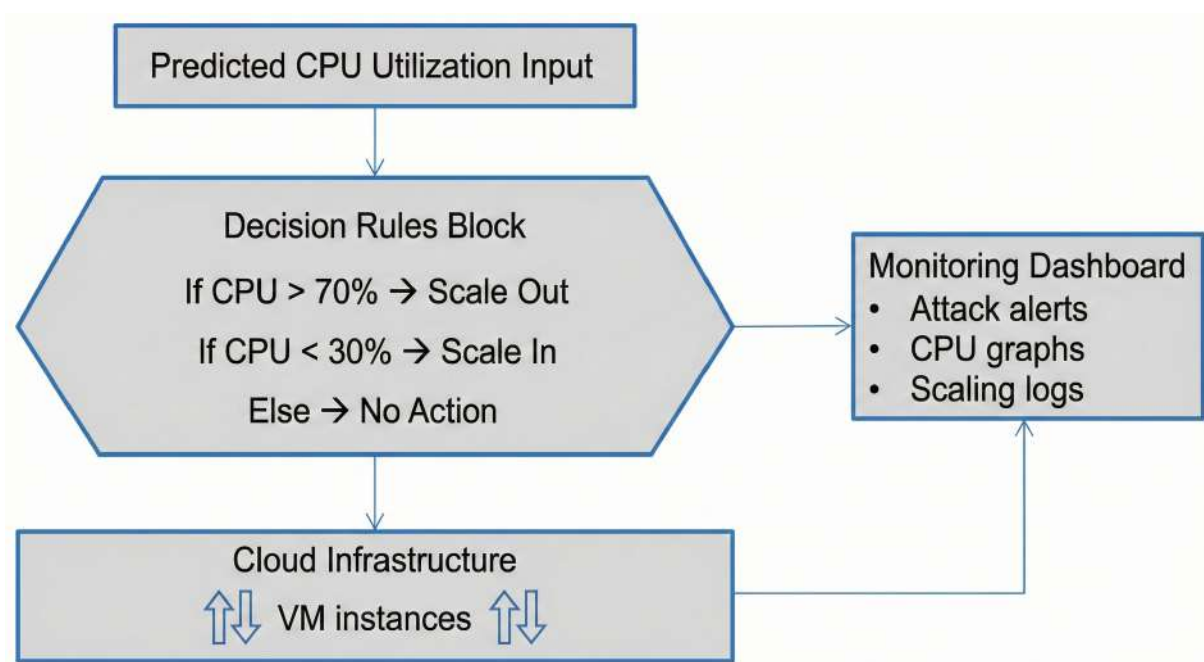 Predicted CPU Utilization Input
Decision Rules Block
If CPU > 70% → Scale Out
If CPU < 30% → Scale In
Else → No Action
Monitoring Dashboard
• Attack alerts
• CPU graphs
• Scaling logs
Cloud Infrastructure
VM instances